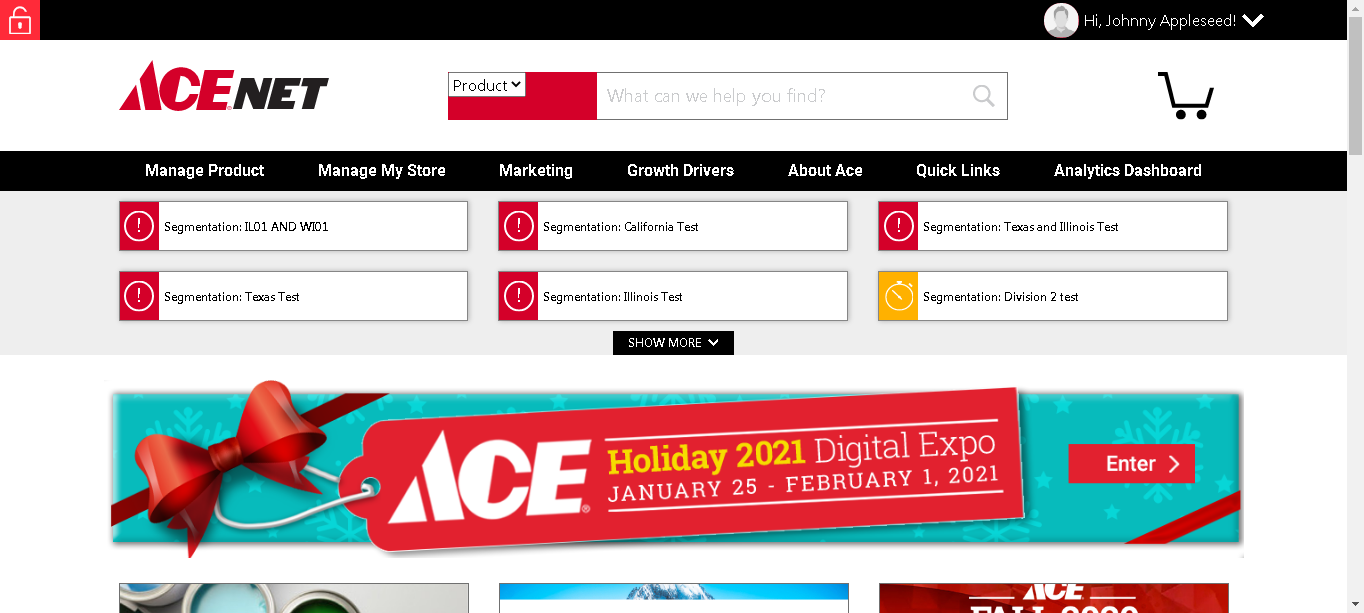 Hi, Johnny Appleseed!
ACENET
Product
What can we help you find?
Manage Product Manage My Store Marketing Growth Drivers About Ace Quick Links Analytics Dashboard
Segmentation: IL01 AND WI01
Segmentation: California Test
Segmentation: Texas and Illinois Test
Segmentation: Texas Test
Segmentation: Illinois Test
Segmentation: Division 2 test
SHOW MORE
ACE
Holiday 2021 Digital Expo
JANUARY 25 - FEBRUARY 1, 2021
Enter
ACE
FALL 2020